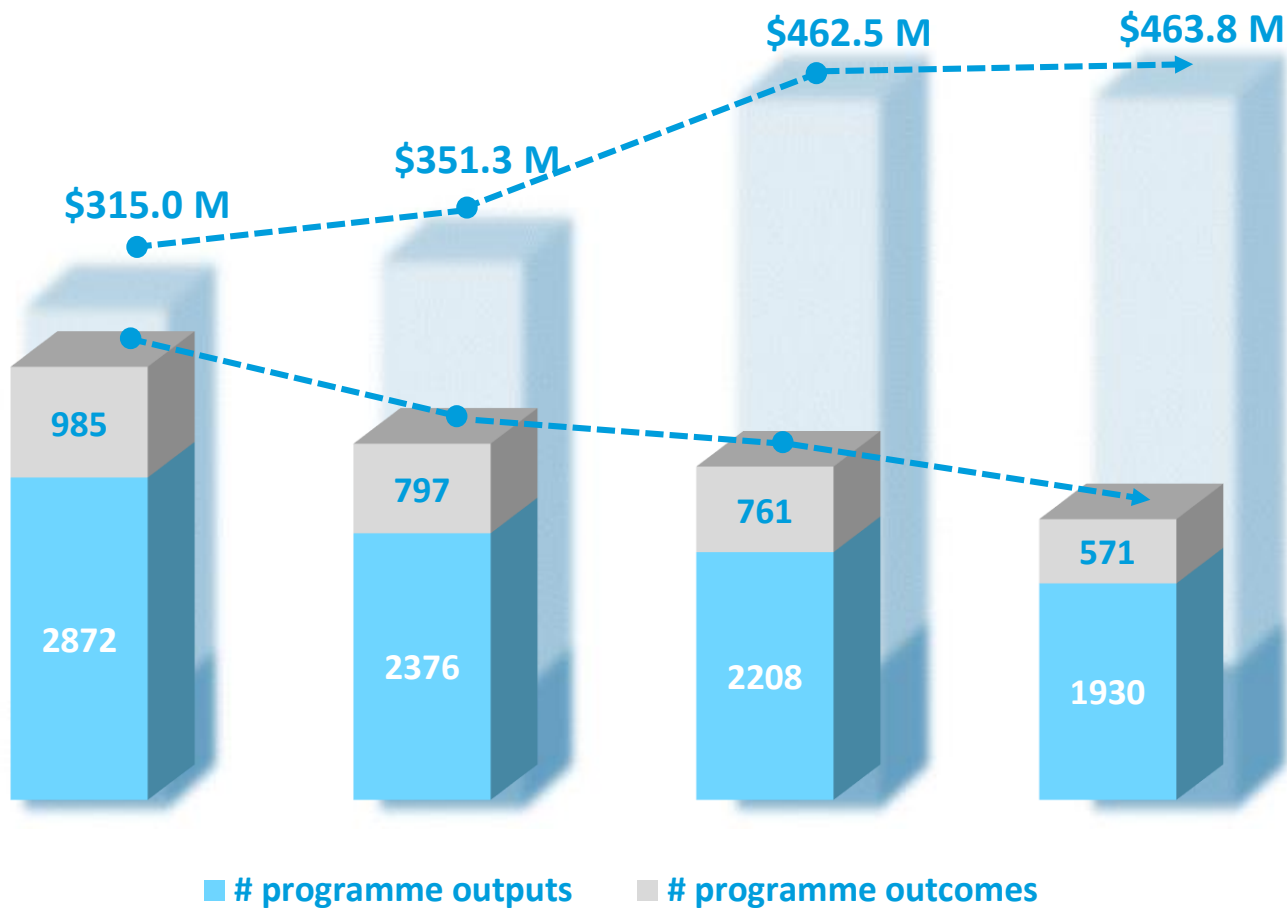 $462.5 M
$463.8 M
$351.3 M
$315.0 M
985
797
761
571
2872
2376
2208
1930
# programme outputs
# programme outcomes